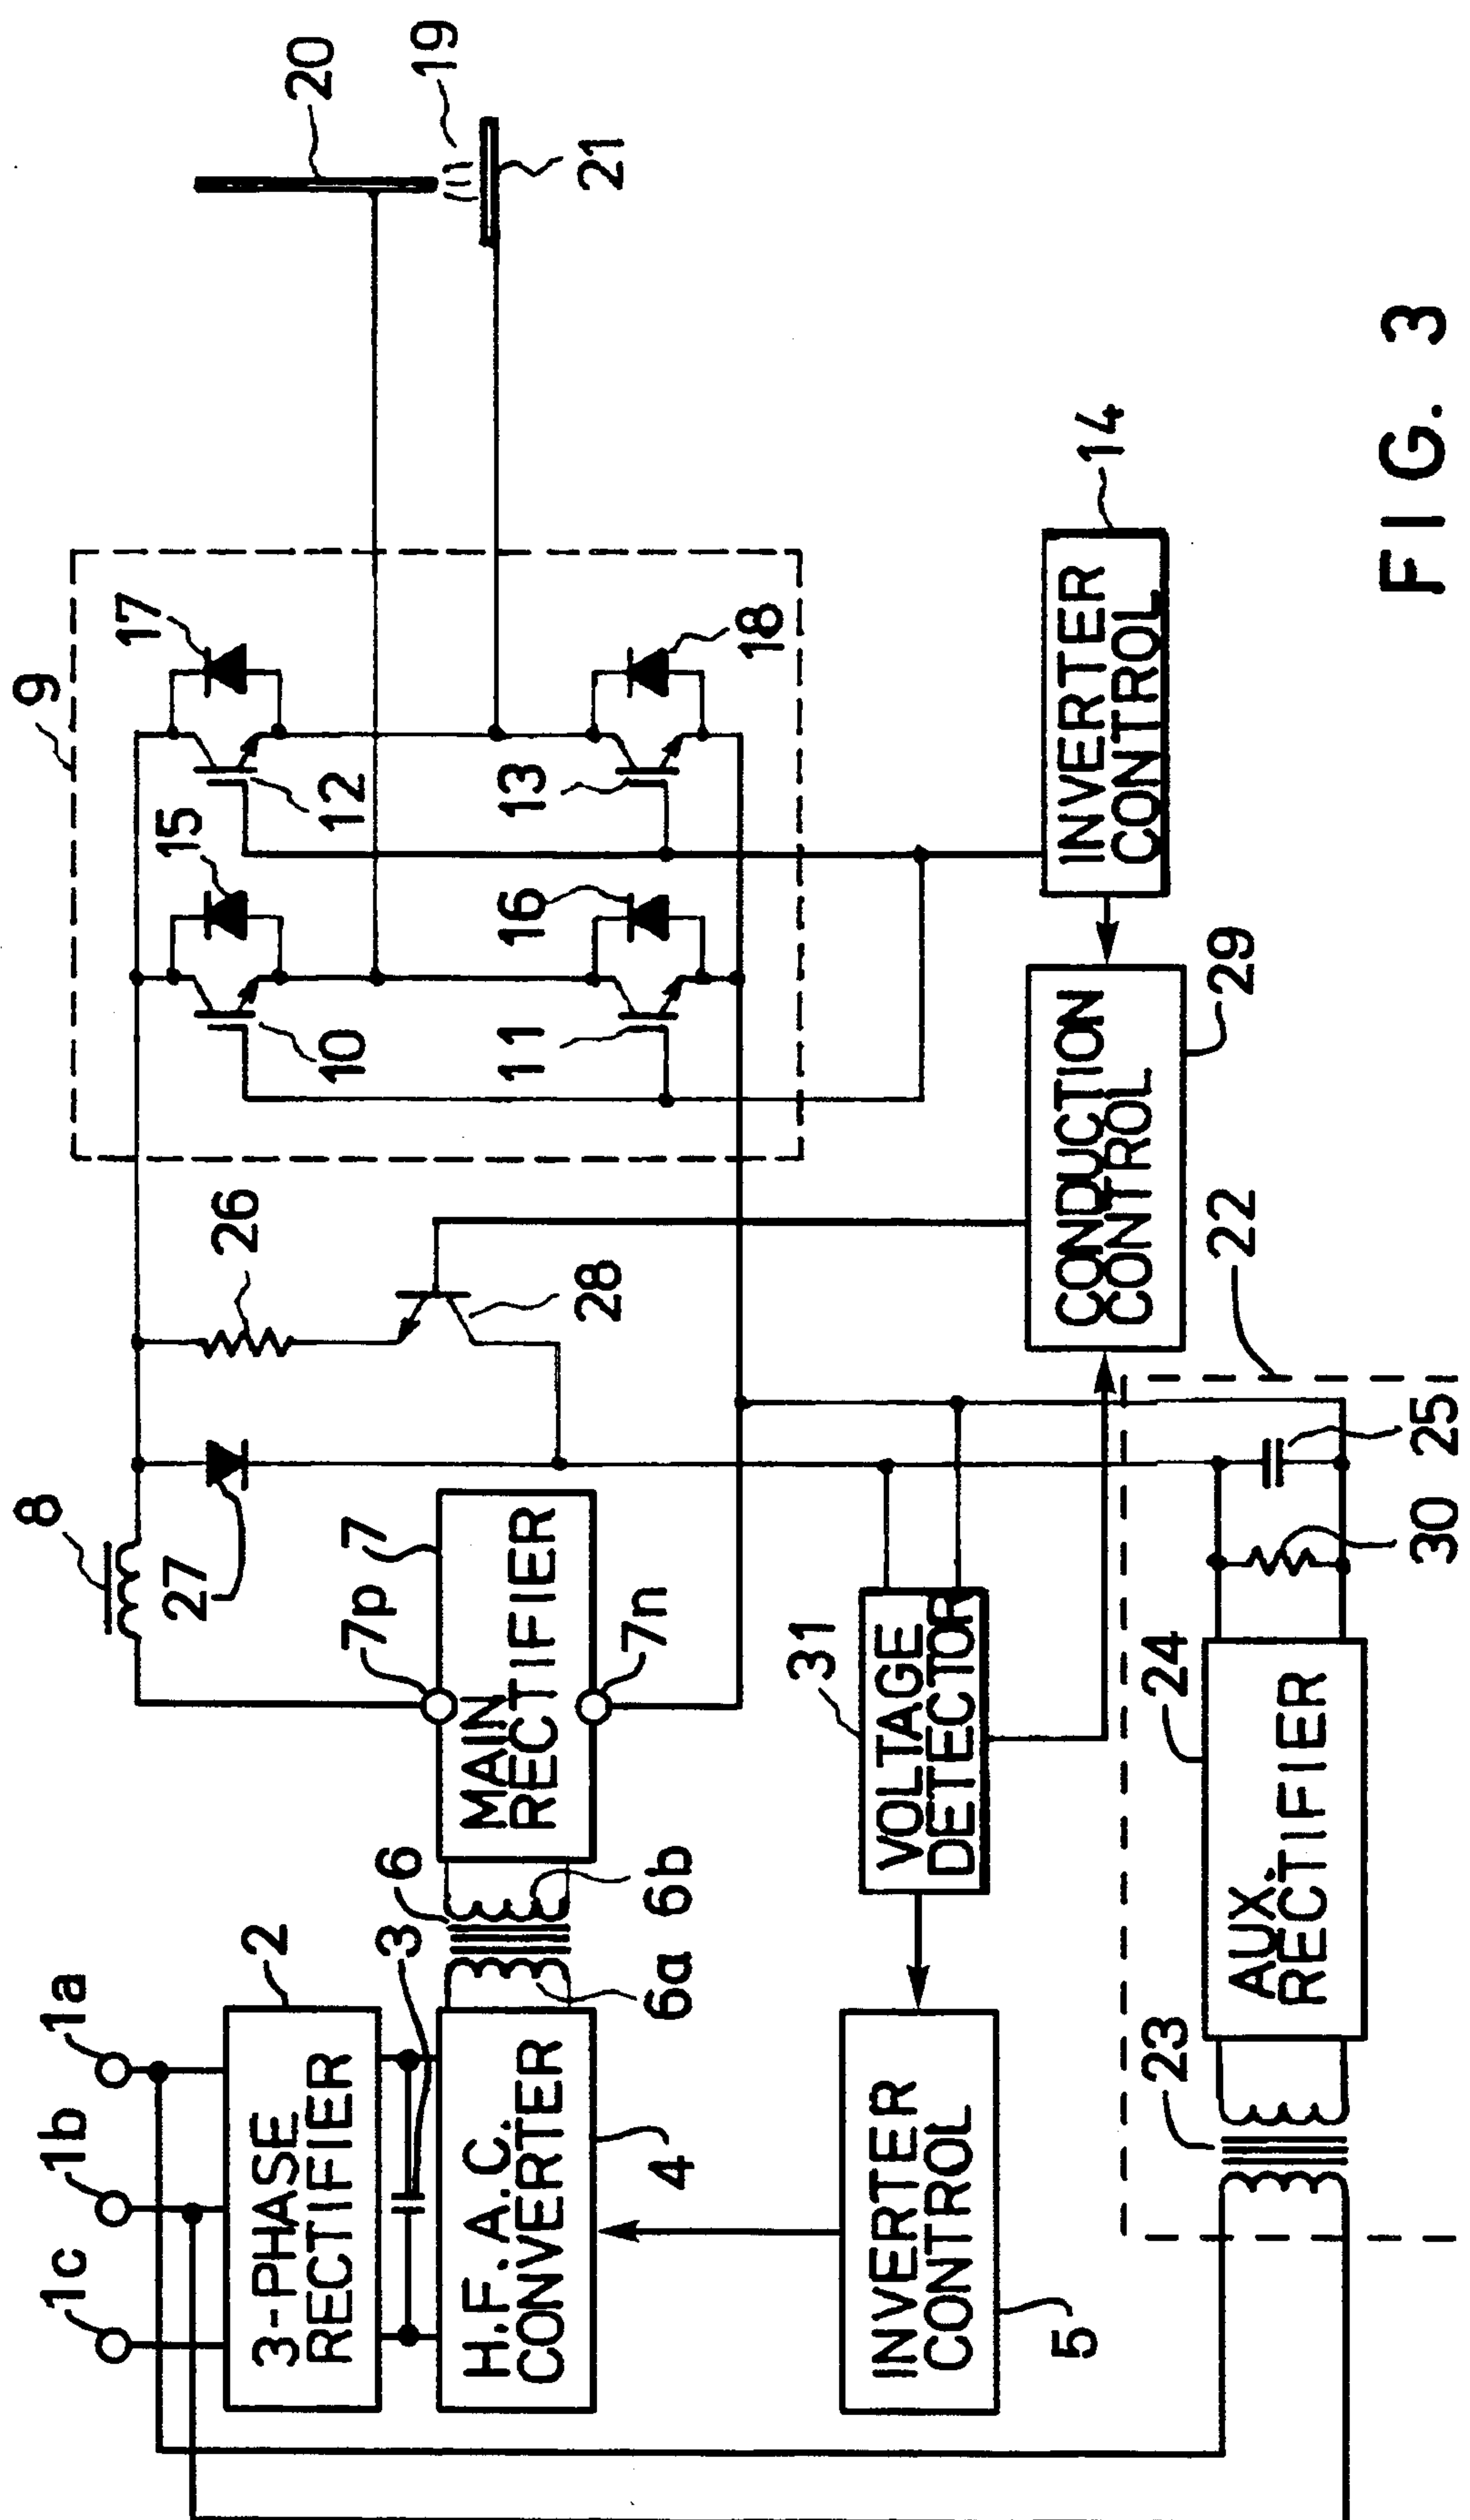 1a
1b
1c
2
3-PHASE
RECTIFIER
3
H.F.A.C.
CONVERTER
4
INVERTER
CONTROL
5
6
6a
6b
7p
7
MAIN
RECTIFIER
7n
8
27
26
28
9
15
17
10
12
11
16
13
18
20
19
21
31
VOLTAGE
DETECTOR
CONDUCTION
CONTROL
29
INVERTER
CONTROL
14
22
23
24
AUX.
RECTIFIER
30
25
FIG. 3